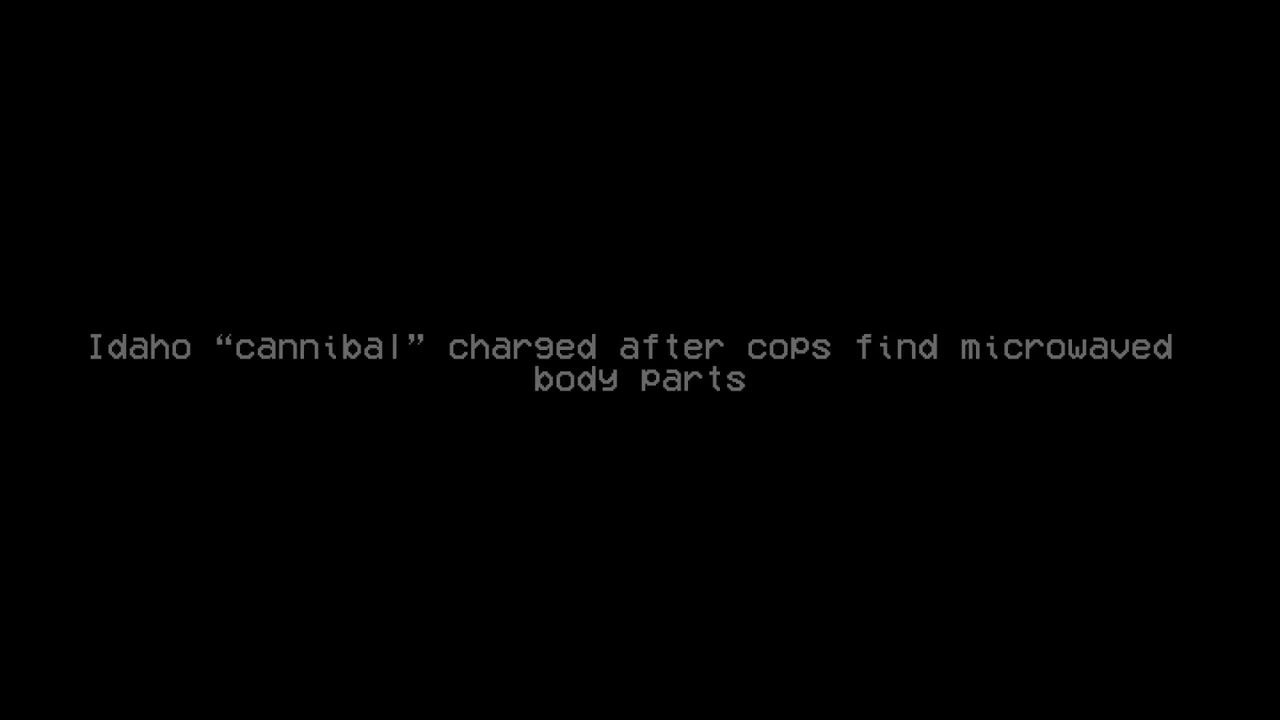 Idaho “cannibal” charged after cops find microwaved
body parts